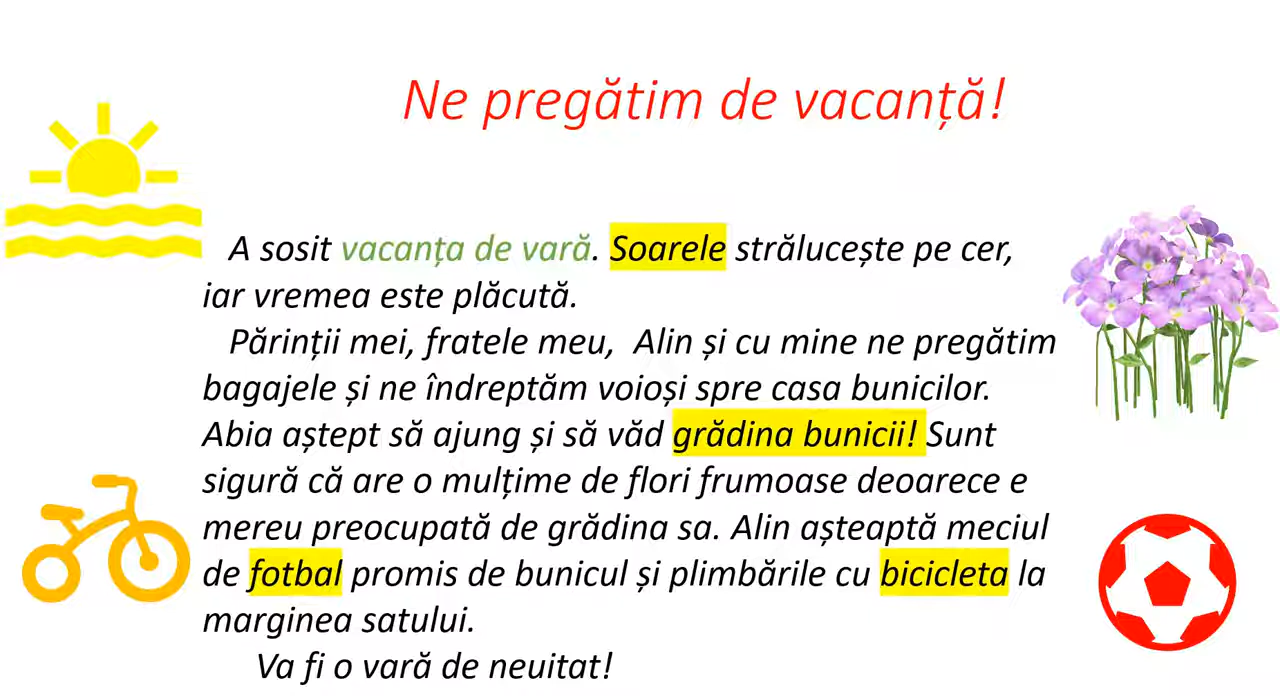 Ne pregătim de vacanță!
A sosit vacanța de vară. Soarele strălucește pe cer,
iar vremea este plăcută.
Părinții mei, fratele meu, Alin și cu mine ne pregătim
bagajele și ne îndreptăm voioși spre casa bunicilor.
Abia aștept să ajung și să văd grădina bunicii! Sunt
sigură că are o mulțime de flori frumoase deoarece e
mereu preocupată de grădina sa. Alin așteaptă meciul
de fotbal promis de bunicul și plimbările cu bicicleta la
marginea satului.
Va fi o vară de neuitat!